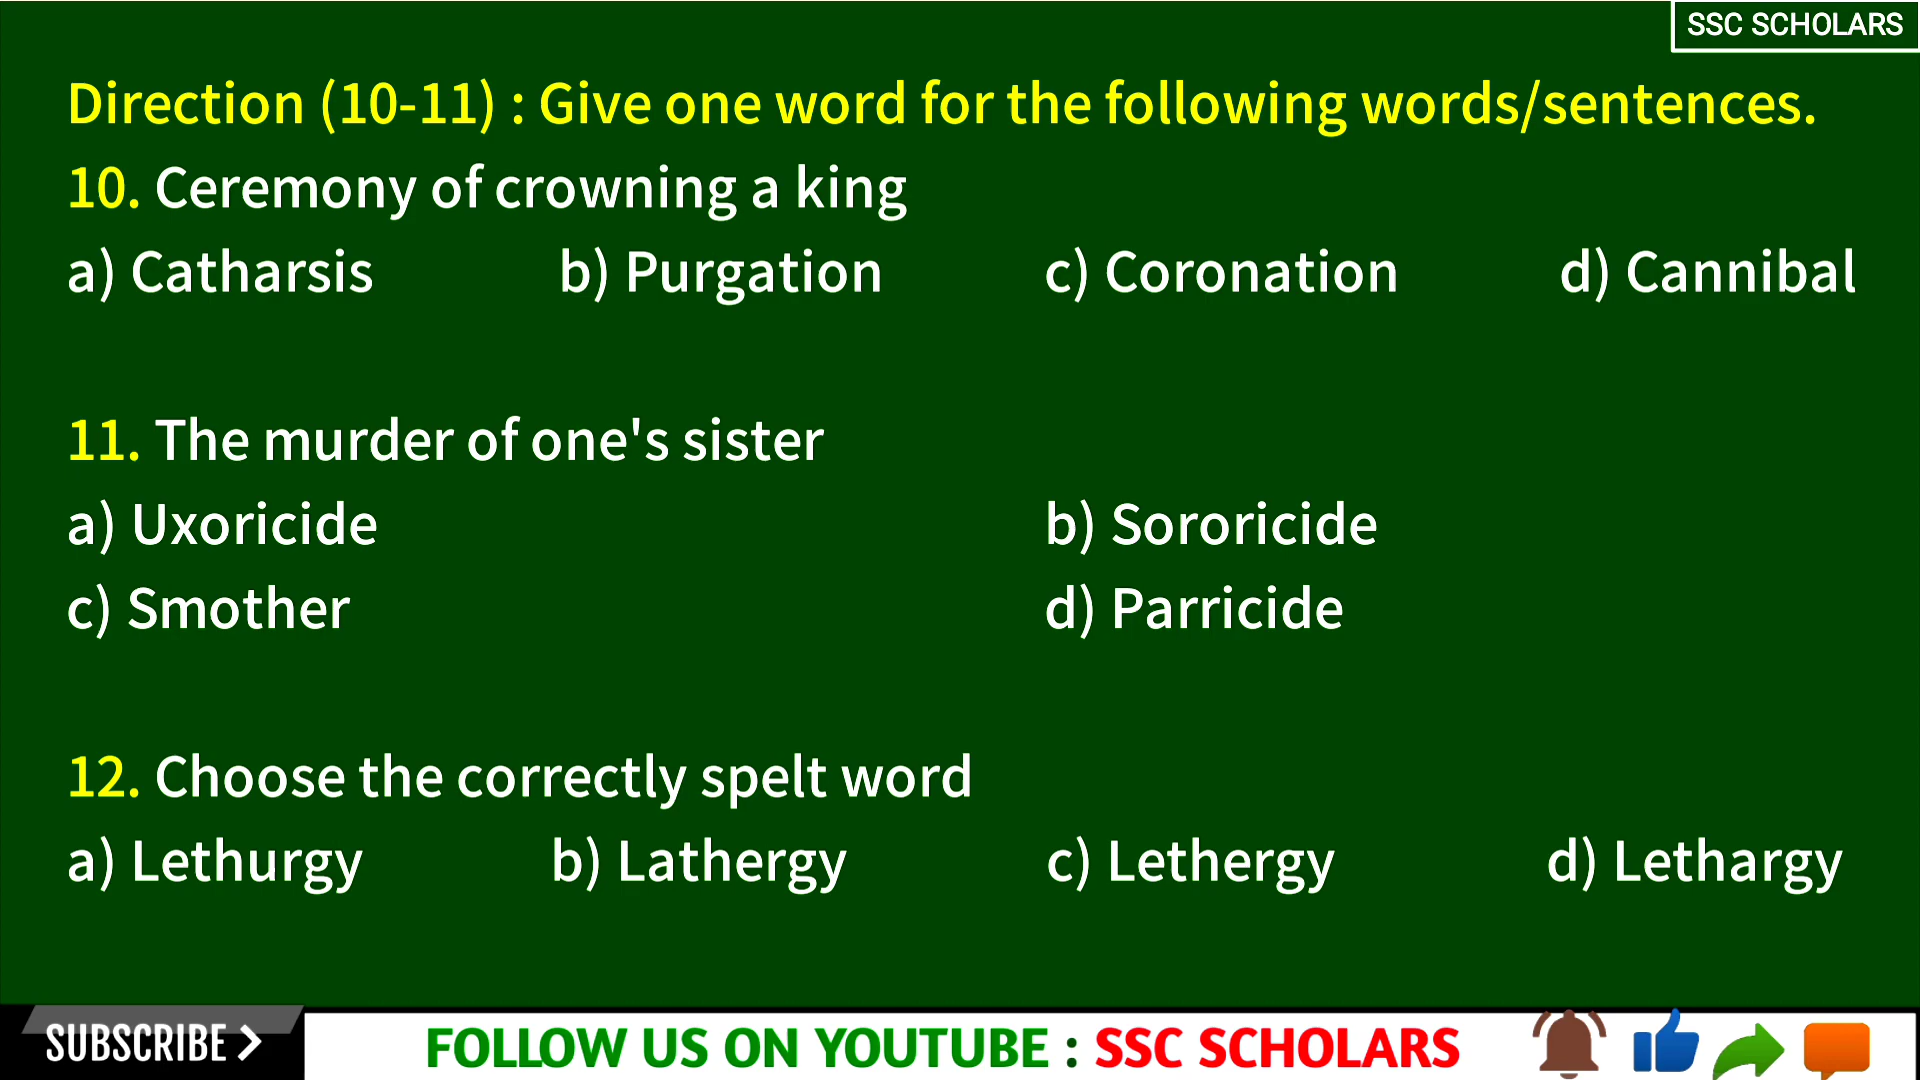 SSC SCHOLARS
Direction (10-11) : Give one word for the following words/sentences.
10. Ceremony of crowning a king
a) Catharsis b) Purgation c) Coronation d) Cannibal
11. The murder of one's sister
a) Uxoricide b) Sororicide
c) Smother d) Parricide
12. Choose the correctly spelt word
a) Lethurgy b) Lathergy c) Lethergy d) Lethargy
SUBSCRIBE FOLLOW US ON YOUTUBE : SSC SCHOLARS